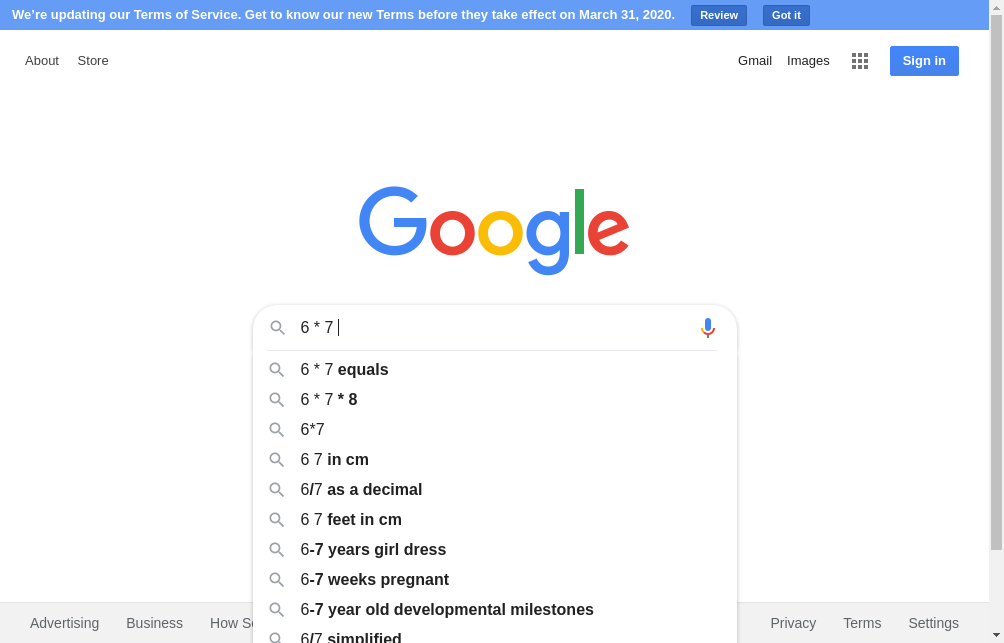 We're updating our Terms of Service. Get to know our new Terms before they take effect on March 31, 2020. Review Got it
About Store Gmail Images Sign in
Google
6 * 7
6 * 7 equals
6 * 7 * 8
6*7
6 7 in cm
6/7 as a decimal
6 7 feet in cm
6-7 years girl dress
6-7 weeks pregnant
6-7 year old developmental milestones
Advertising Business How Privacy Terms Settings
6/7 simplified